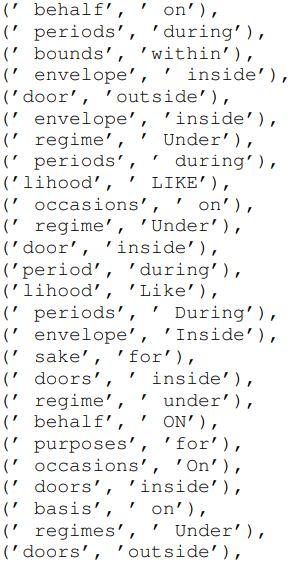 (’ behalf’, ’ on’),
(’ periods’, ’during’),
(’ bounds’, ’within’),
(’ envelope’, ’ inside’),
(’door’, ’outside’),
(’ envelope’, ’inside’),
(’ regime’, ’ Under’),
(’ periods’, ’ during’),
(’lihood’, ’ LIKE’),
(’ occasions’, ’ on’),
(’ regime’, ’Under’),
(’door’, ’inside’),
(’period’, ’during’),
(’lihood’, ’Like’),
(’ periods’, ’ During’),
(’ envelope’, ’Inside’),
(’ sake’, ’for’),
(’ doors’, ’ inside’),
(’ regime’, ’ under’),
(’ behalf’, ’ ON’),
(’ purposes’, ’for’),
(’ occasions’, ’On’),
(’ doors’, ’inside’),
(’ basis’, ’ on’),
(’ regimes’, ’ Under’),
(’doors’, ’outside’),